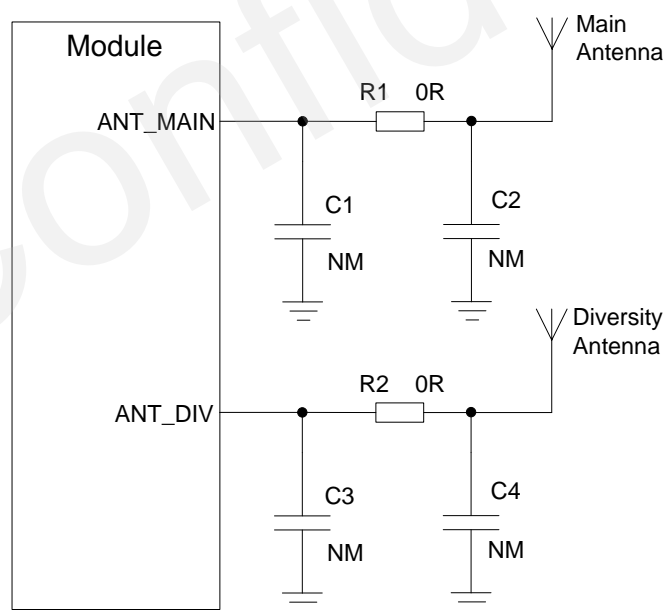 Module
Main
Antenna
R1 0R
ANT_MAIN
C1
C2
NM
NM
Diversity
Antenna
R2 0R
ANT_DIV
C3
C4
NM
NM